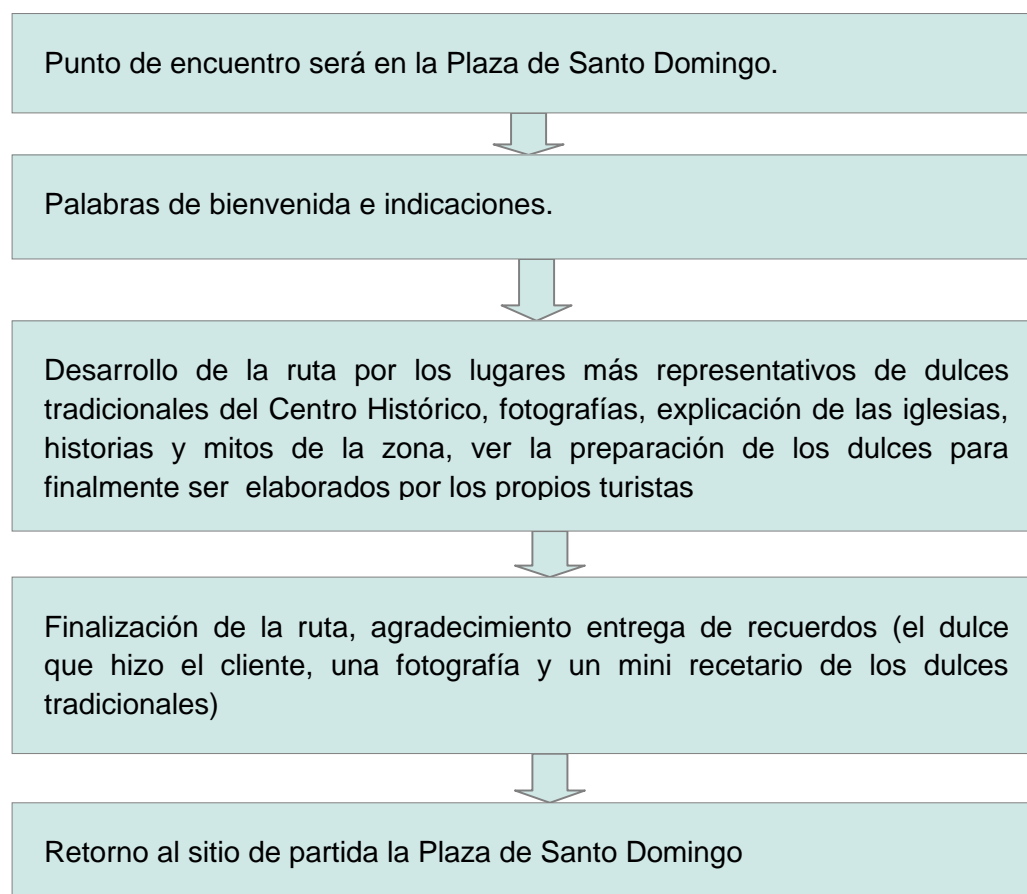 Punto de encuentro será en la Plaza de Santo Domingo.
Palabras de bienvenida e indicaciones.
Desarrollo de la ruta por los lugares más representativos de dulces
tradicionales del Centro Histórico, fotografías, explicación de las iglesias,
historias y mitos de la zona, ver la preparación de los dulces para
finalmente ser elaborados por los propios turistas
Finalización de la ruta, agradecimiento entrega de recuerdos (el dulce
que hizo el cliente, una fotografía y un mini recetario de los dulces
tradicionales)
Retorno al sitio de partida la Plaza de Santo Domingo